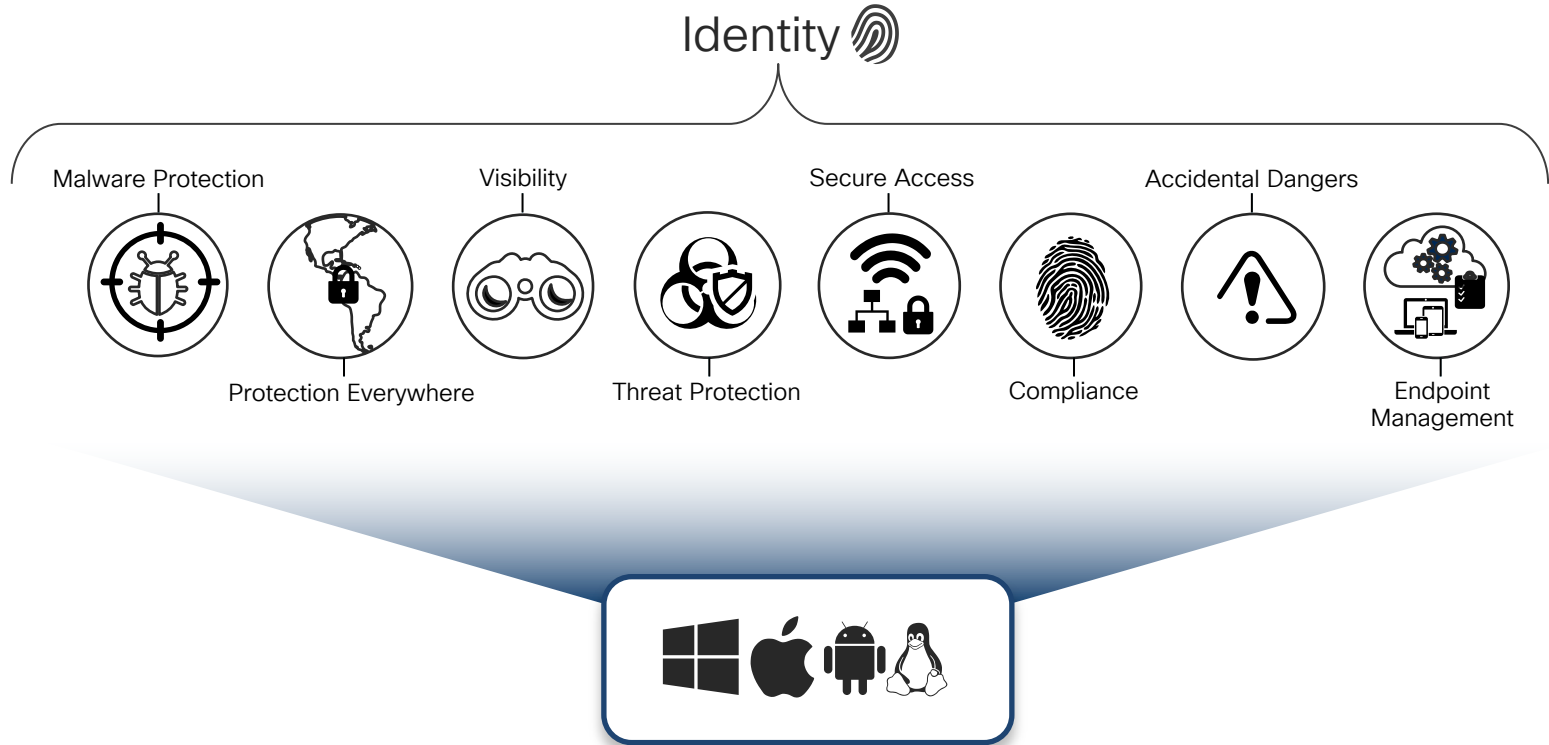 Identity
Malware Protection
Visibility
Secure Access
Accidental Dangers
Protection Everywhere
Threat Protection
Compliance
Endpoint
Management